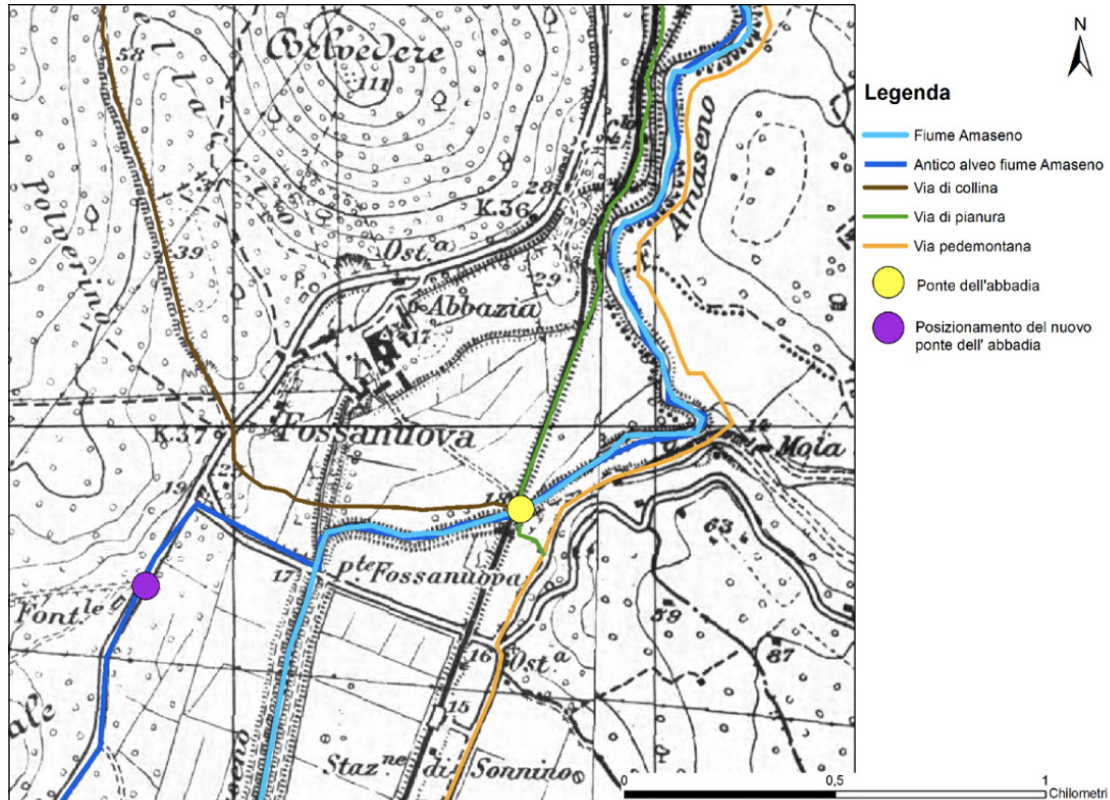 Belvedere
111
58
39
Polverino
28
K.36
Ost.a
29
Abbazia
17
Amaseno
Fossanuova
K.37
19
18
14
Moia
63
17
pte Fossanuova
Font.le
59
87
16
Ost.a
15
Staz.ne di Sonnino
N
Legenda
Fiume Amaseno
Antico alveo fiume Amaseno
Via di collina
Via di pianura
Via pedemontana
Ponte dell'abbadia
Posizionamento del nuovo
ponte dell' abbadia
0
0,5
1
Chilometri